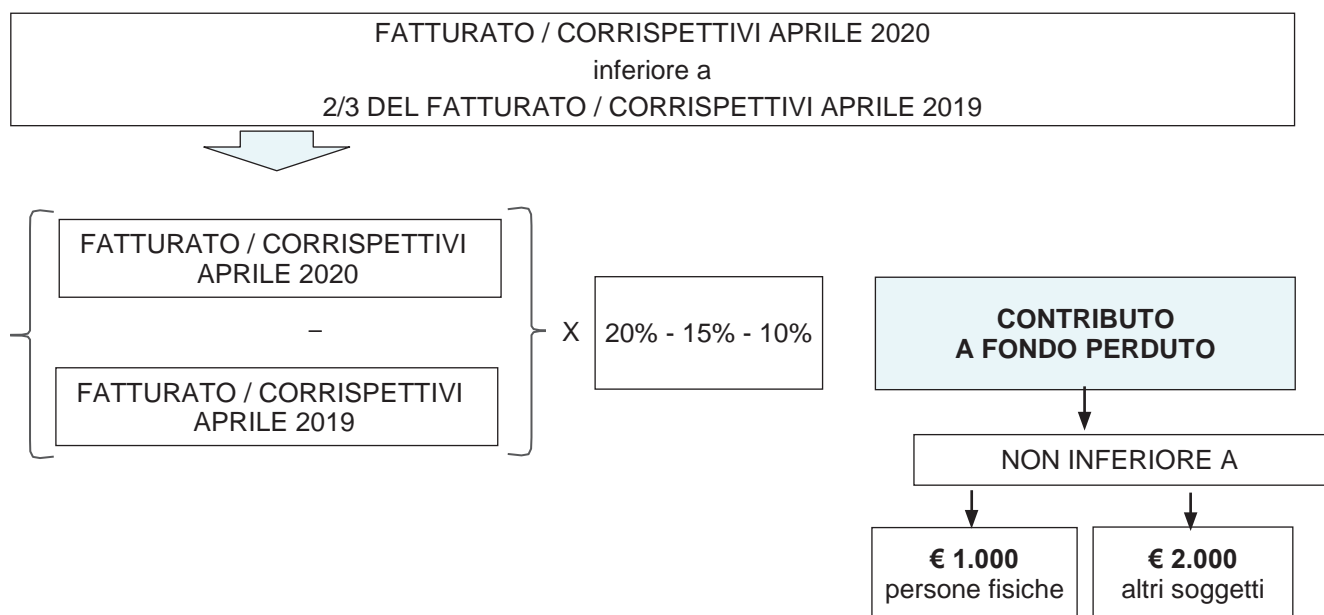 FATTURATO / CORRISPETTIVI APRILE 2020
inferiore a
2/3 DEL FATTURATO / CORRISPETTIVI APRILE 2019
FATTURATO / CORRISPETTIVI
APRILE 2020
–
FATTURATO / CORRISPETTIVI
APRILE 2019
X
20% - 15% - 10%
CONTRIBUTO
A FONDO PERDUTO
NON INFERIORE A
€ 1.000
persone fisiche
€ 2.000
altri soggetti